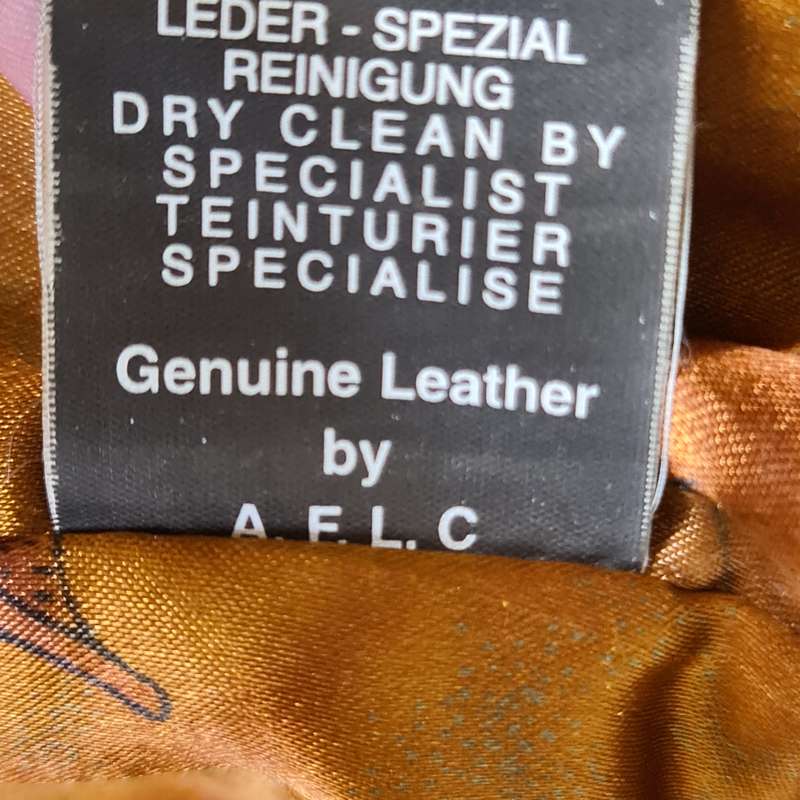 LEDER - SPEZIAL
REINIGUNG
DRY CLEAN BY
SPECIALIST
TEINTURIER
SPECIALISE
Genuine Leather
by
A. F. L. C